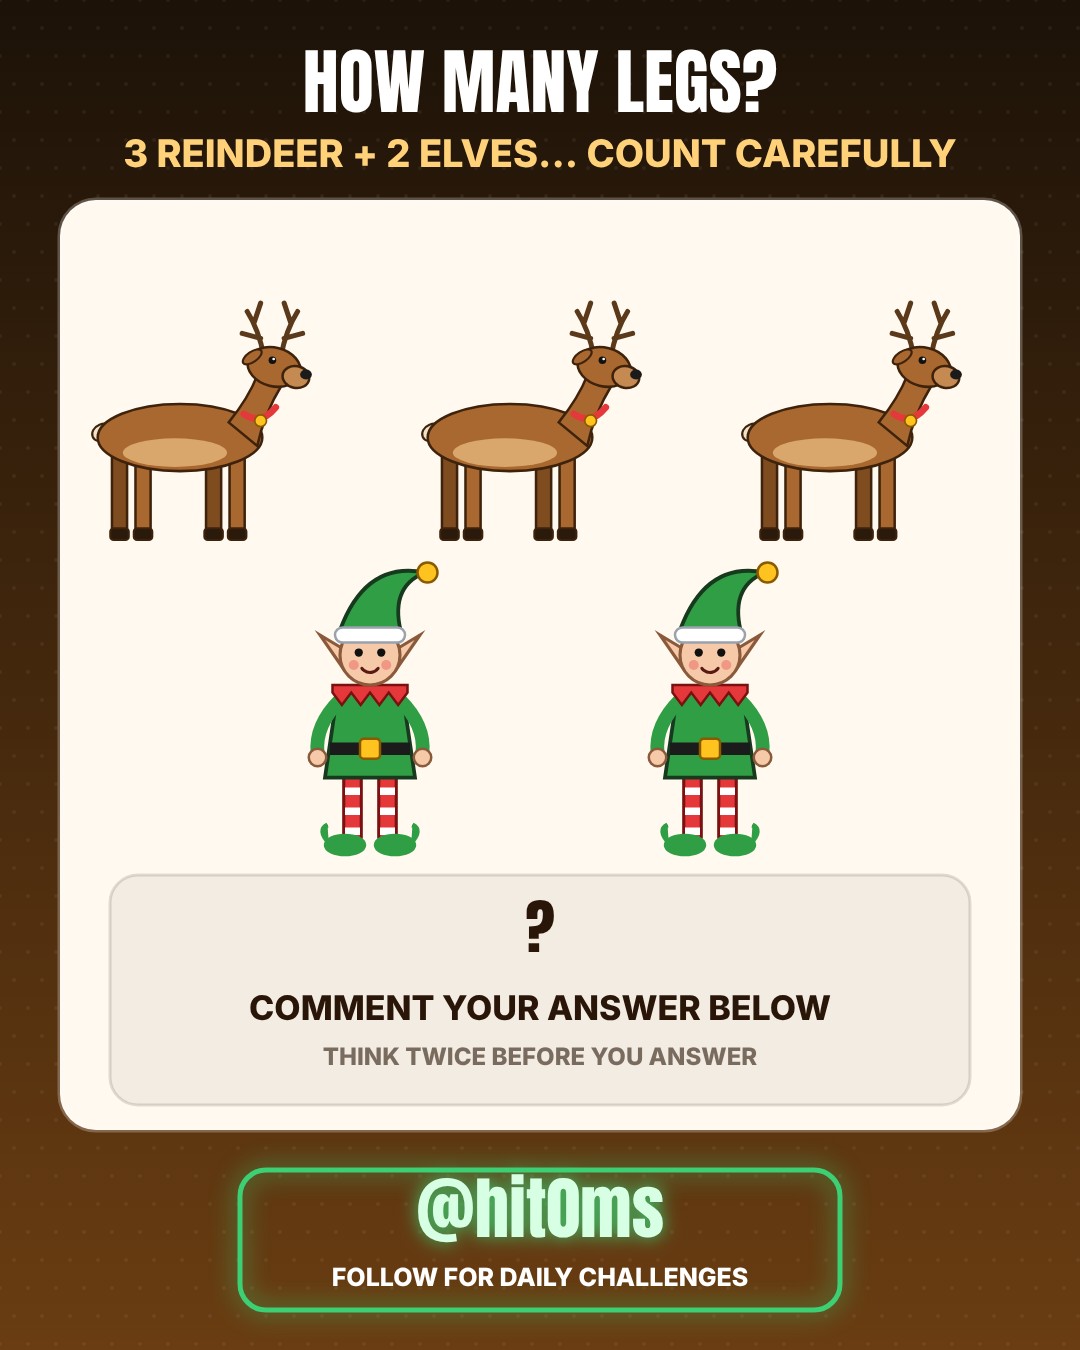 HOW MANY LEGS?
3 REINDEER + 2 ELVES... COUNT CAREFULLY
?
COMMENT YOUR ANSWER BELOW
THINK TWICE BEFORE YOU ANSWER
@hit0ms
FOLLOW FOR DAILY CHALLENGES